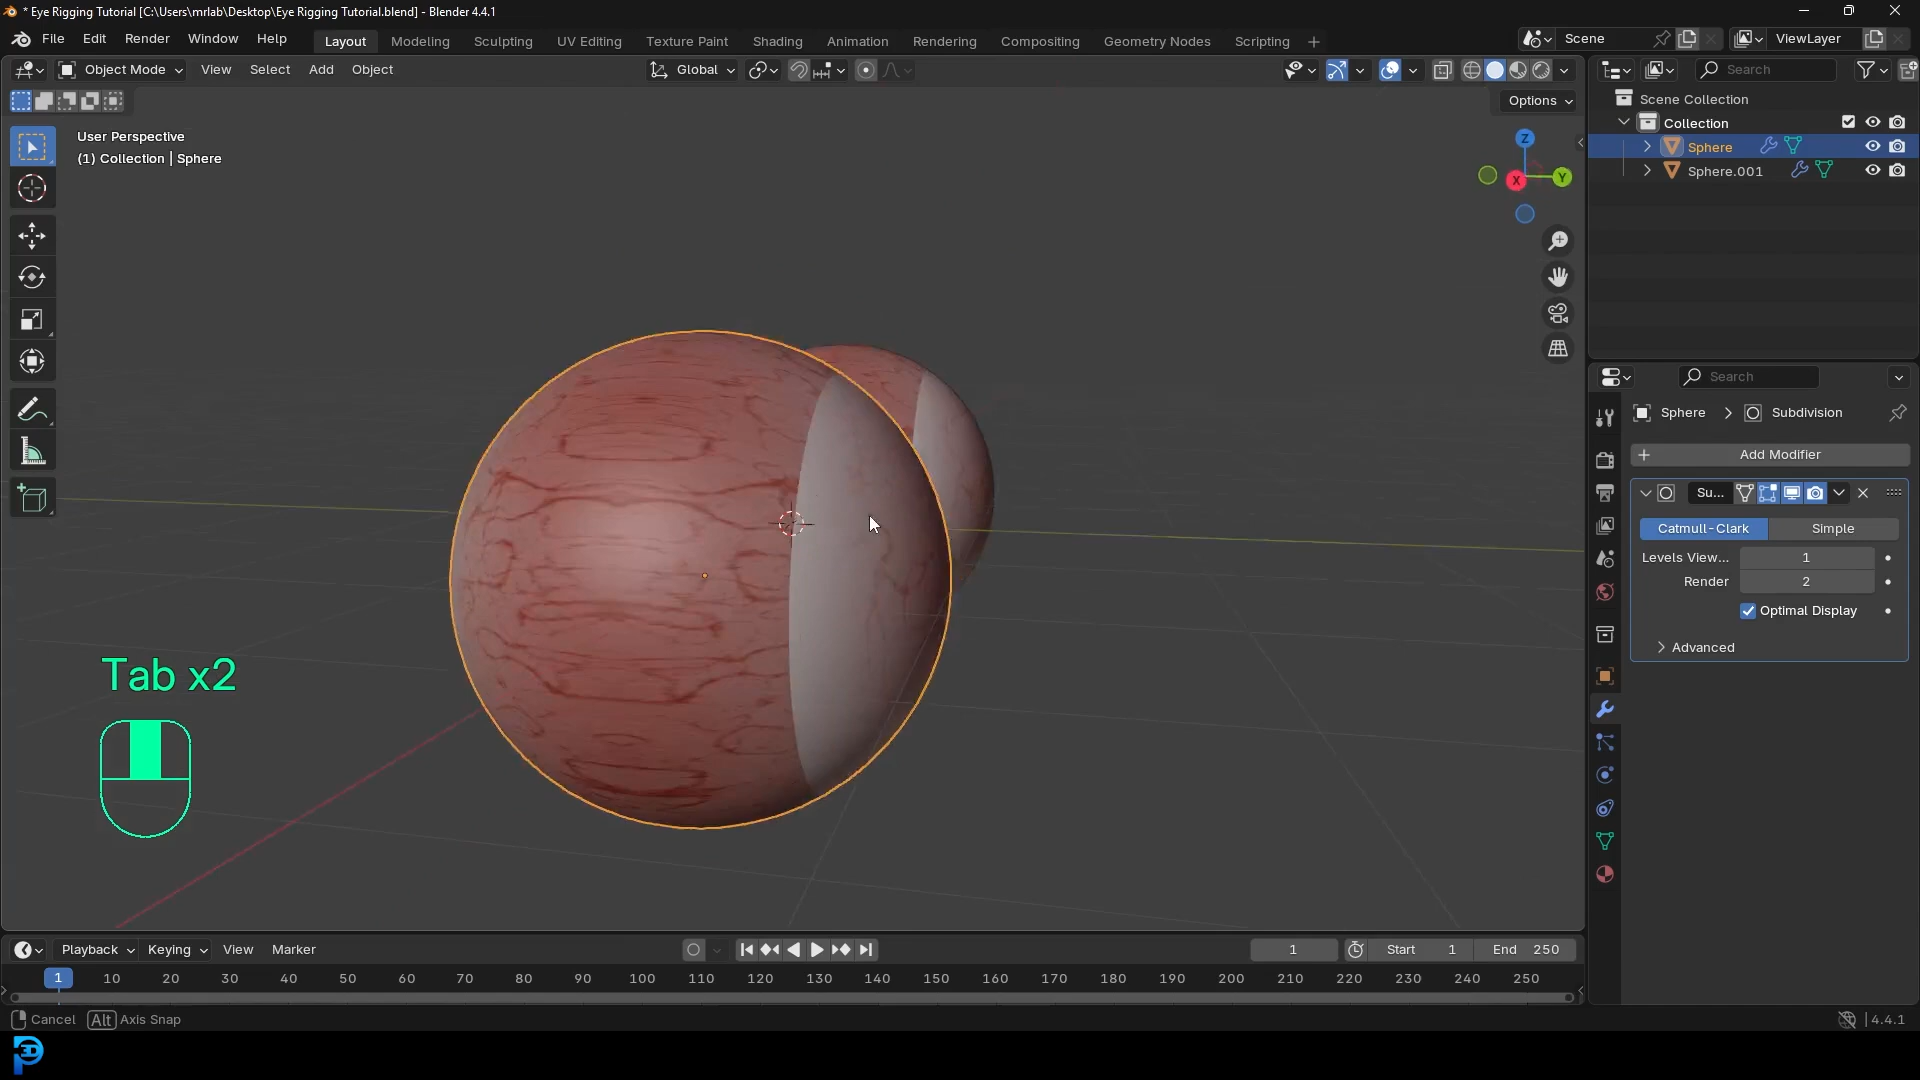 * Eye Rigging Tutorial [C:\Users\mrlab\Desktop\Eye Rigging Tutorial.blend] - Blender 4.4.1
File Edit Render Window Help Layout Modeling Sculpting UV Editing Texture Paint Shading Animation Rendering Compositing Geometry Nodes Scripting + Scene ViewLayer
Object Mode View Select Add Object Global Search
Options
User Perspective
(1) Collection | Sphere
Z
X
Y
Scene Collection
Collection
Sphere
Sphere.001
Search
Sphere > Subdivision
+ Add Modifier
Su...
Catmull-Clark Simple
Levels View... 1
Render 2
Optimal Display
Advanced
Tab x2
Playback Keying View Marker 1 Start 1 End 250
1 10 20 30 40 50 60 70 80 90 100 110 120 130 140 150 160 170 180 190 200 210 220 230 240 250
Cancel Alt Axis Snap 4.4.1
3D